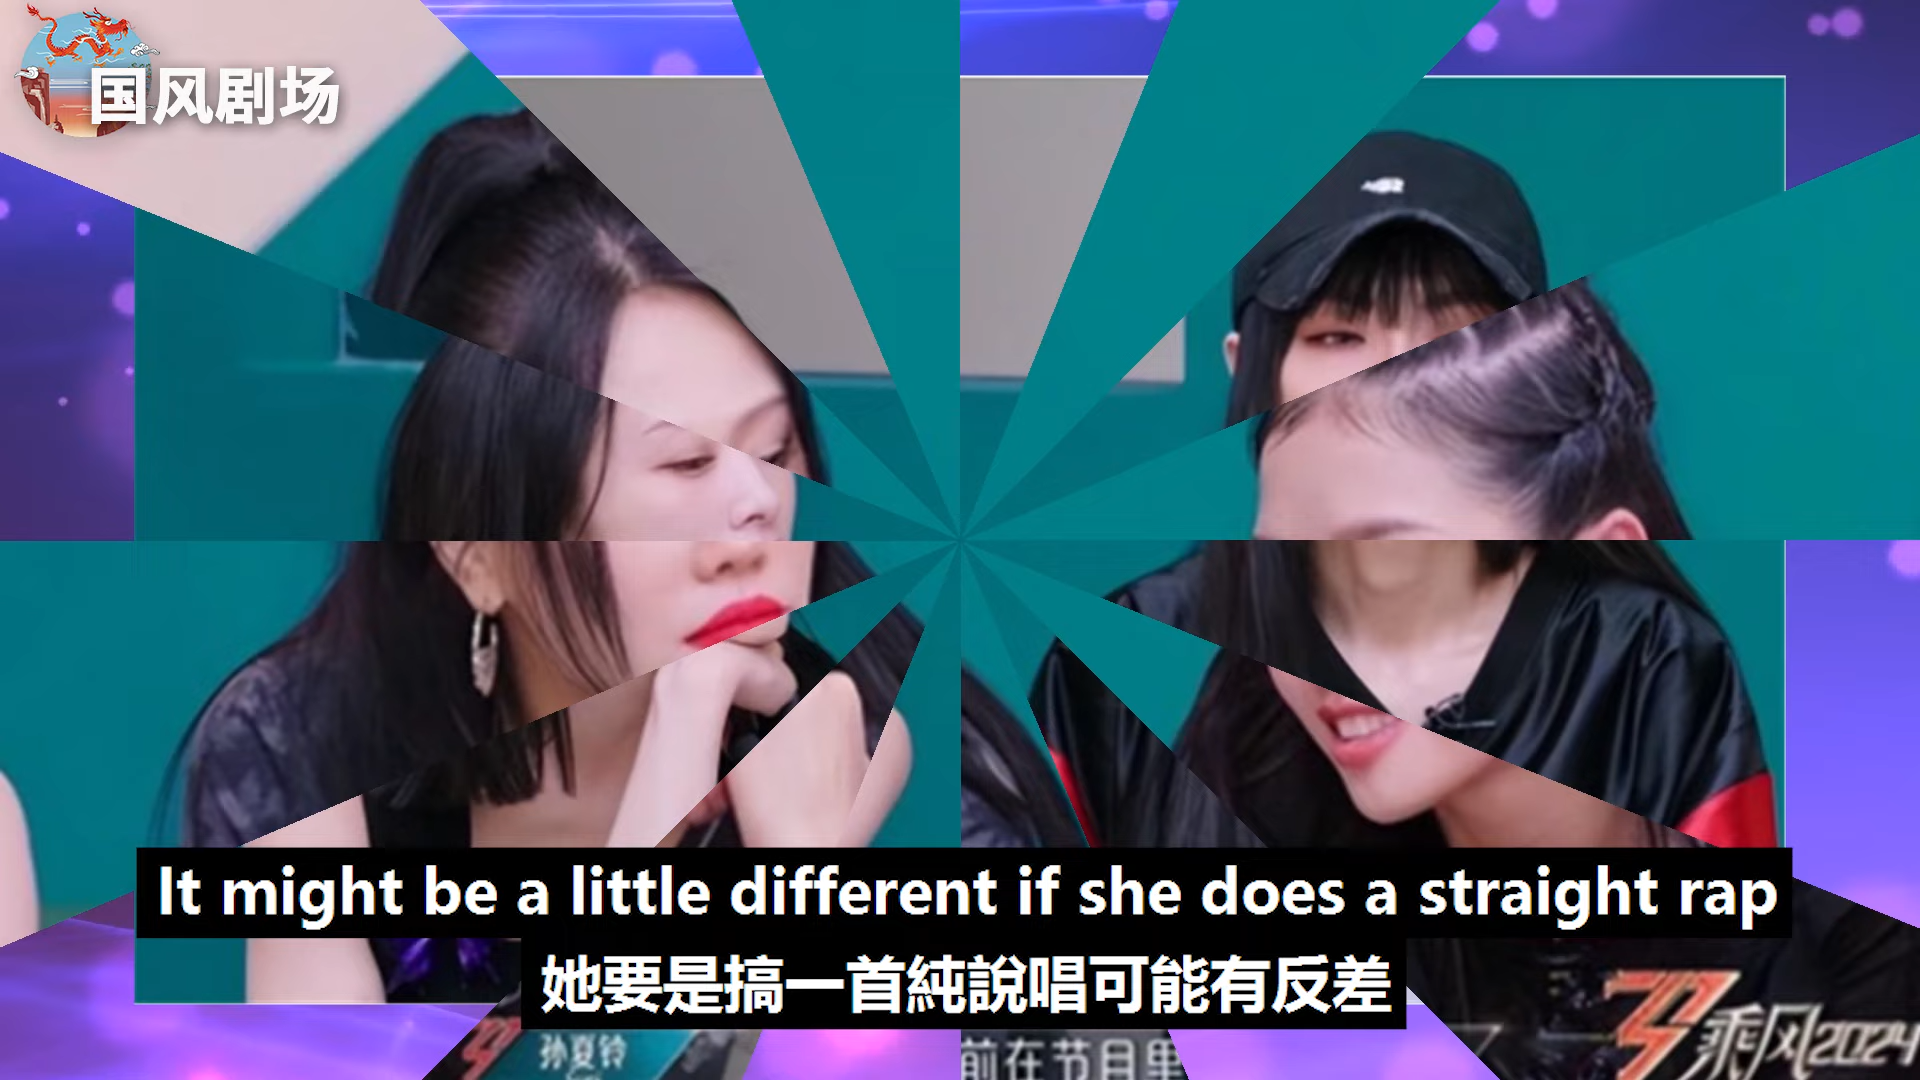 国风剧场
It might be a little different if she does a straight rap
她要是搞一首純說唱可能有反差
孙夏铃
前在节目里
乘风2024